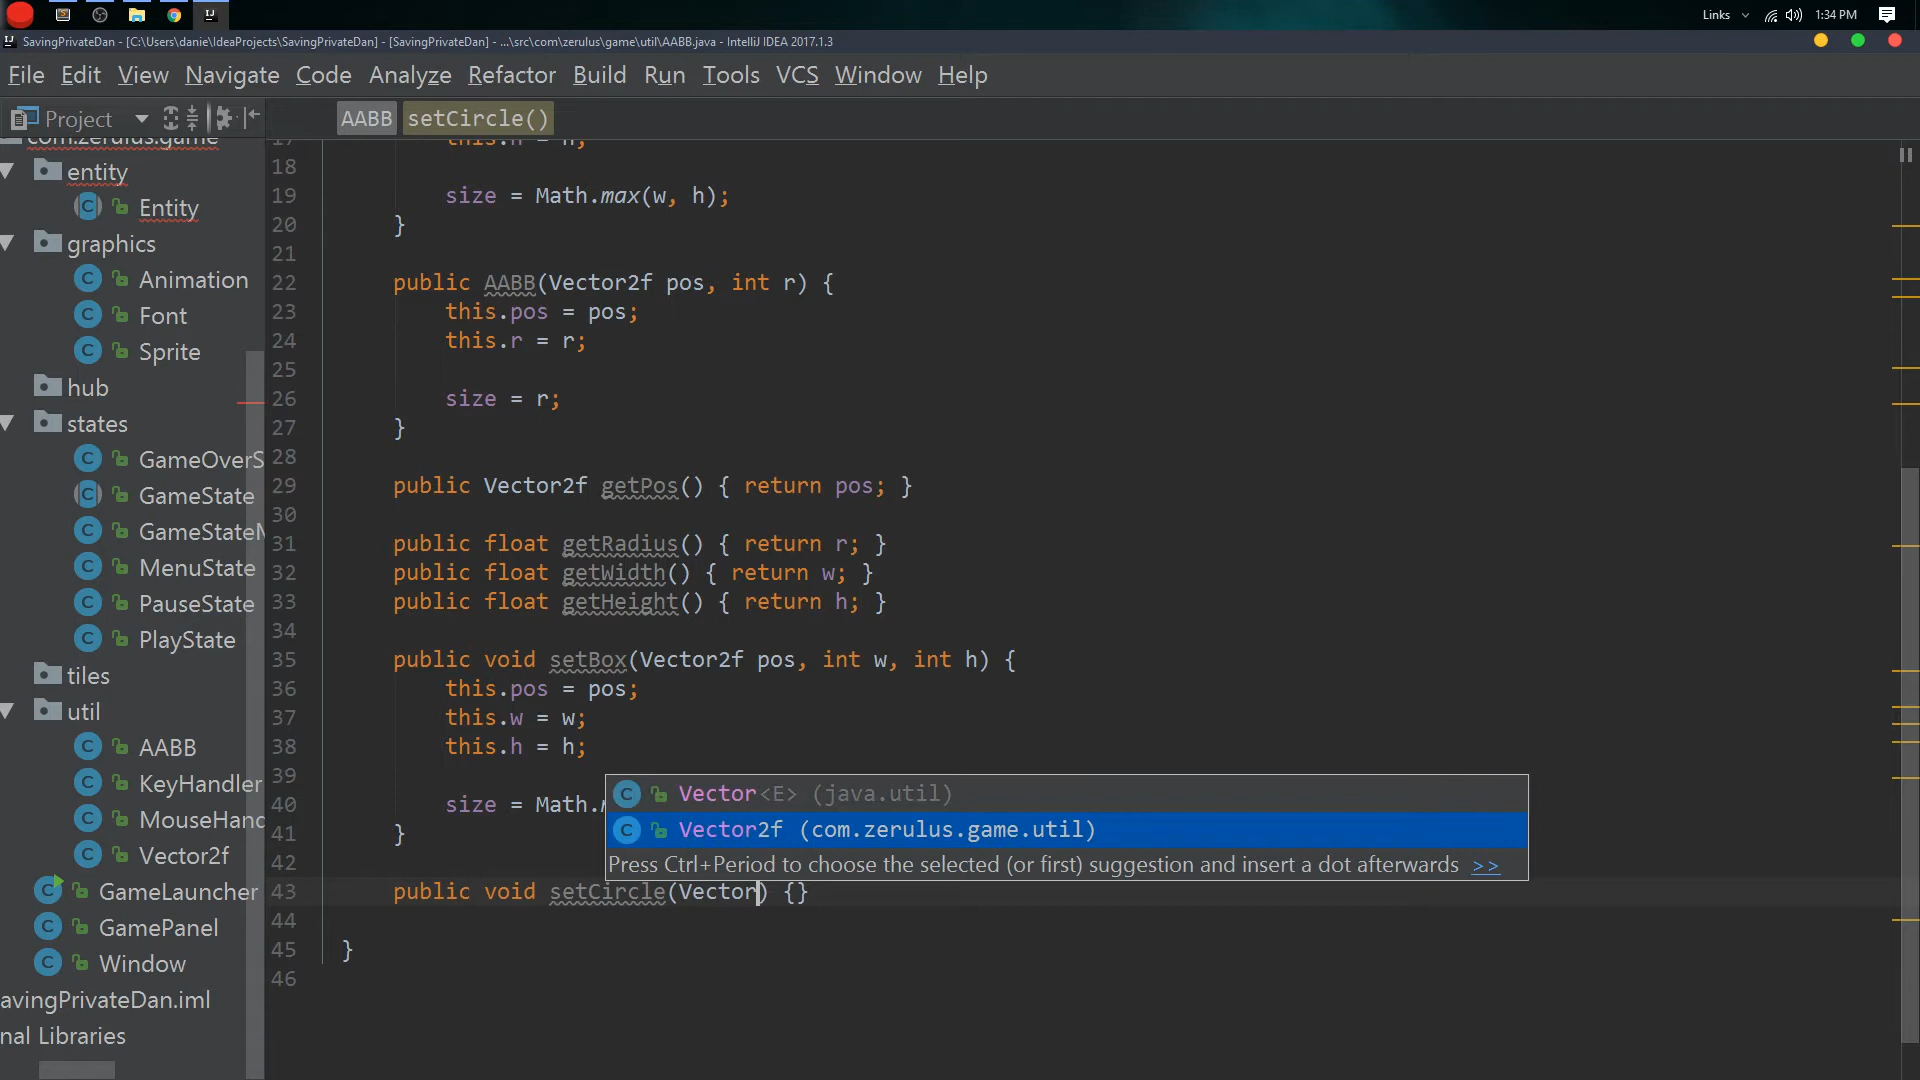 Links 1:34 PM
SavingPrivateDan - [C:\Users\danie\IdeaProjects\SavingPrivateDan] - [SavingPrivateDan] - ...\src\com\zerulus\game\util\AABB.java - IntelliJ IDEA 2017.1.3
File Edit View Navigate Code Analyze Refactor Build Run Tools VCS Window Help
Project
AABB setCircle()
com.zerulus.game
entity
Entity
graphics
Animation
Font
Sprite
hub
states
GameOverS
GameState
GameStateM
MenuState
PauseState
PlayState
tiles
util
AABB
KeyHandler
MouseHand
Vector2f
GameLauncher
GamePanel
Window
avingPrivateDan.iml
nal Libraries
17 this.h = h;
18
19 size = Math.max(w, h);
20 }
21
22 public AABB(Vector2f pos, int r) {
23 this.pos = pos;
24 this.r = r;
25
26 size = r;
27 }
28
29 public Vector2f getPos() { return pos; }
30
31 public float getRadius() { return r; }
32 public float getWidth() { return w; }
33 public float getHeight() { return h; }
34
35 public void setBox(Vector2f pos, int w, int h) {
36 this.pos = pos;
37 this.w = w;
38 this.h = h;
39
40 size = Math.
41 }
42
43 public void setCircle(Vector) {}
44
45 }
46
Vector<E> (java.util)
Vector2f (com.zerulus.game.util)
Press Ctrl+Period to choose the selected (or first) suggestion and insert a dot afterwards >>